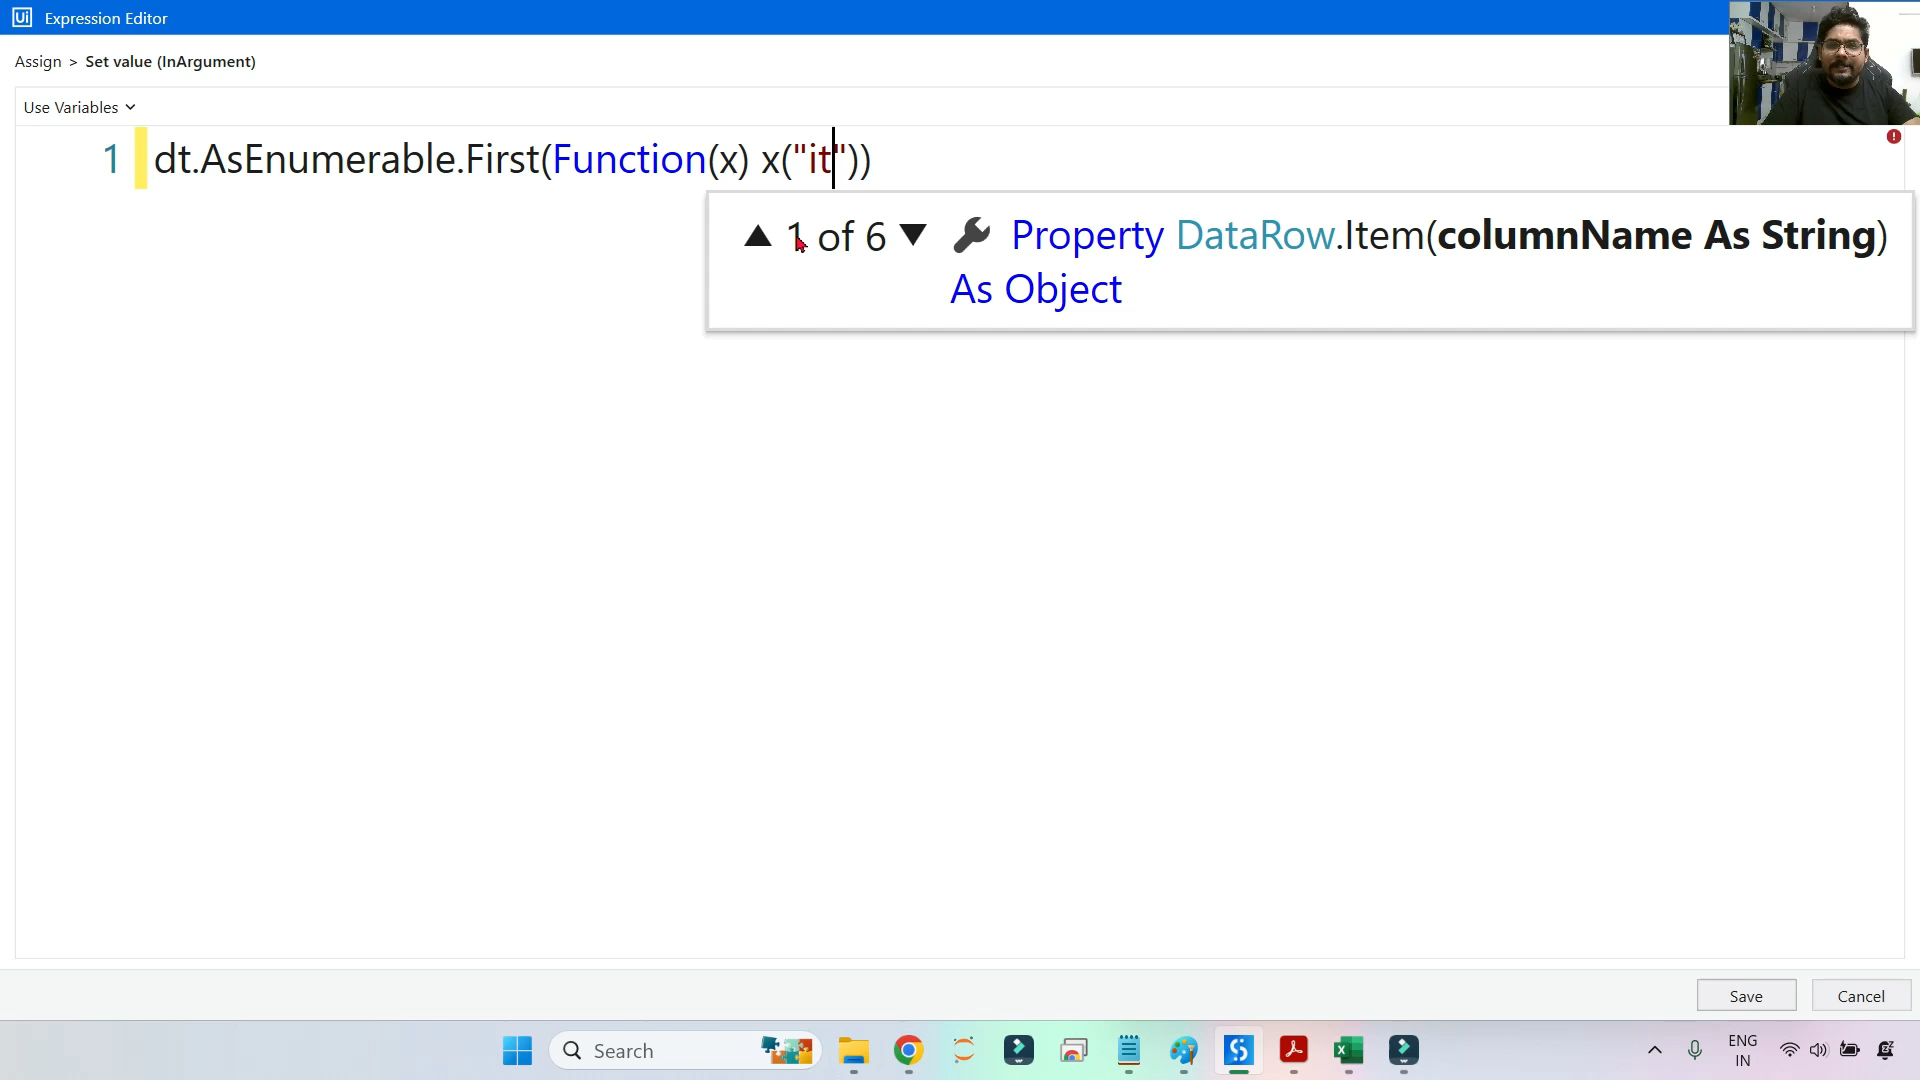 Ui Expression Editor
Assign > Set value (InArgument)
Use Variables
1 dt.AsEnumerable.First(Function(x) x("it"))
1 of 6 Property DataRow.Item(columnName As String)
As Object
Save Cancel
Search
ENG
IN